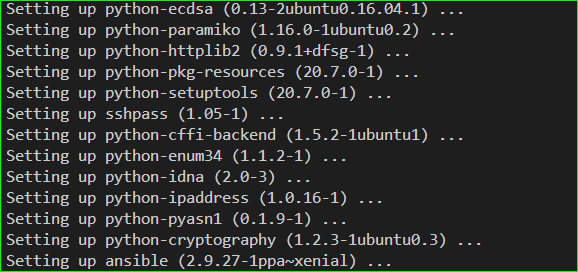 Setting up python-ecdsa (0.13-2ubuntu0.16.04.1) ...
Setting up python-paramiko (1.16.0-1ubuntu0.2) ...
Setting up python-httplib2 (0.9.1+dfsg-1) ...
Setting up python-pkg-resources (20.7.0-1) ...
Setting up python-setuptools (20.7.0-1) ...
Setting up sshpass (1.05-1) ...
Setting up python-cffi-backend (1.5.2-1ubuntu1) ...
Setting up python-enum34 (1.1.2-1) ...
Setting up python-idna (2.0-3) ...
Setting up python-ipaddress (1.0.16-1) ...
Setting up python-pyasn1 (0.1.9-1) ...
Setting up python-cryptography (1.2.3-1ubuntu0.3) ...
Setting up ansible (2.9.27-1ppa~xenial) ...